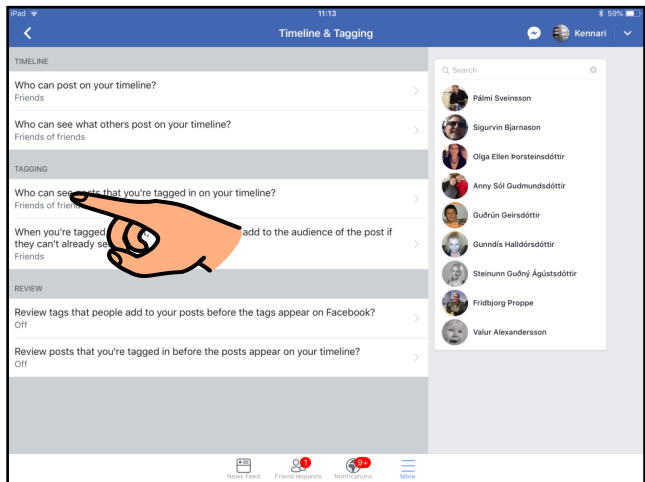 iPad 11:13 59%
Timeline & Tagging Kennari
TIMELINE
Who can post on your timeline?
Friends
Who can see what others post on your timeline?
Friends of friends
TAGGING
Who can see posts that you're tagged in on your timeline?
Friends of friends
When you're tagged add to the audience of the post if
they can't already
Friends
REVIEW
Review tags that people add to your posts before the tags appear on Facebook?
Off
Review posts that you're tagged in before the posts appear on your timeline?
Off
Search
Pálmi Sveinsson
Sigurvin Bjarnason
Olga Ellen Þorsteinsdóttir
Anny Sól Gudmundsdóttir
Guðrún Geirsdóttir
Gunndís Halldórsdóttir
Steinunn Guðný Ágústsdóttir
Fridbjorg Proppe
Valur Alexandersson
1 9+
News Feed Friend requests Notifications More